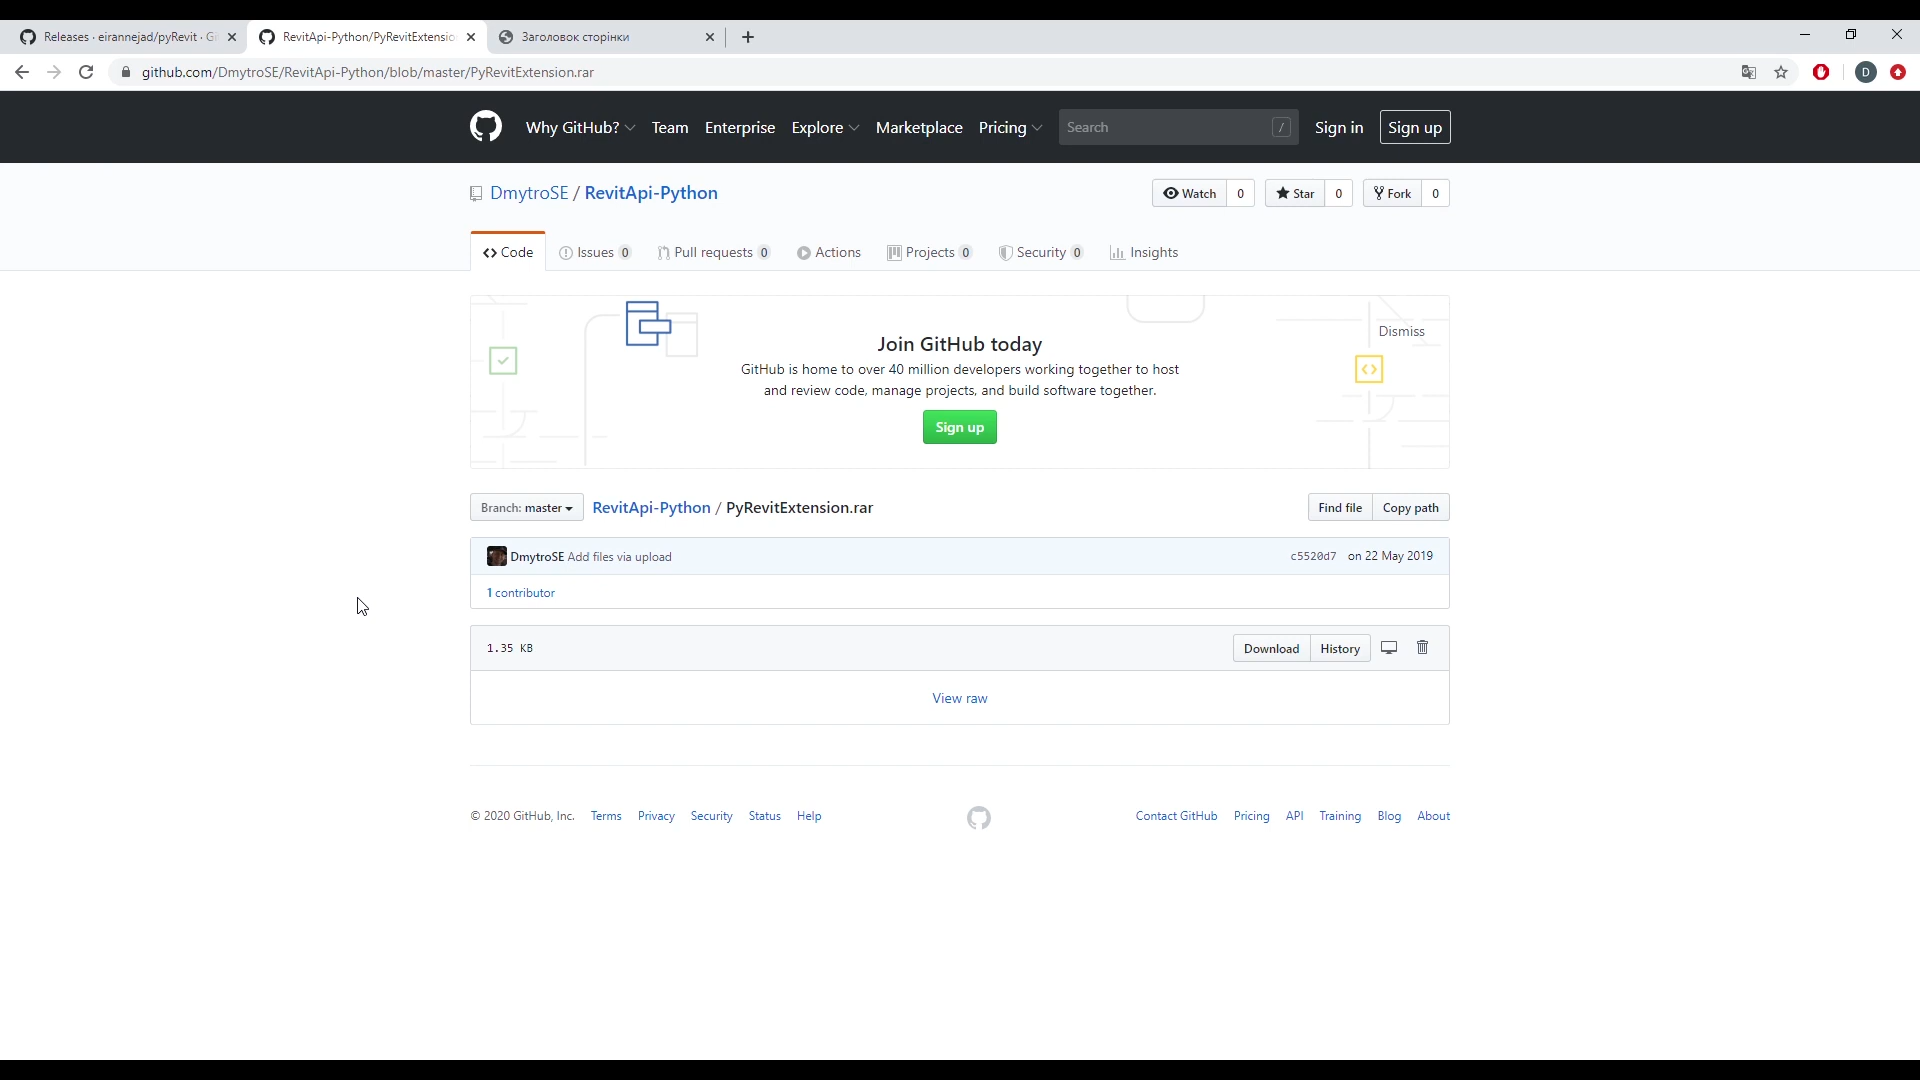 Releases · eirannejad/pyRevit · Gi
RevitApi-Python/PyRevitExtensio
Заголовок сторінки
github.com/DmytroSE/RevitApi-Python/blob/master/PyRevitExtension.rar
D
Why GitHub? Team Enterprise Explore Marketplace Pricing Search / Sign in Sign up
DmytroSE / RevitApi-Python
Watch 0 Star 0 Fork 0
Code Issues 0 Pull requests 0 Actions Projects 0 Security 0 Insights
Dismiss
Join GitHub today
GitHub is home to over 40 million developers working together to host
and review code, manage projects, and build software together.
Sign up
Branch: master RevitApi-Python / PyRevitExtension.rar Find file Copy path
DmytroSE Add files via upload c5520d7 on 22 May 2019
1 contributor
1.35 KB Download History
View raw
© 2020 GitHub, Inc. Terms Privacy Security Status Help Contact GitHub Pricing API Training Blog About